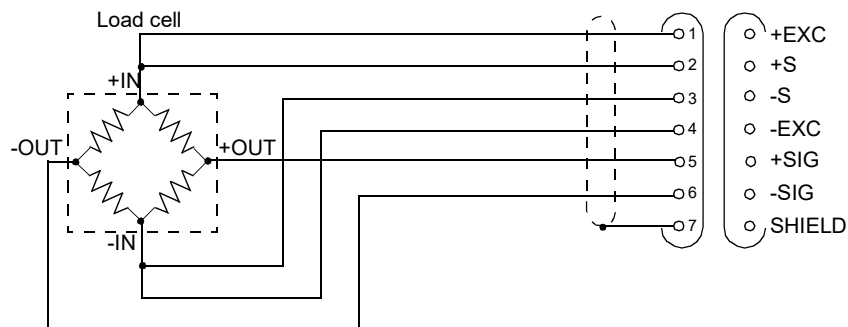 Load cell
+IN
-OUT
+OUT
-IN
1 +EXC
2 +S
3 -S
4 -EXC
5 +SIG
6 -SIG
7 SHIELD